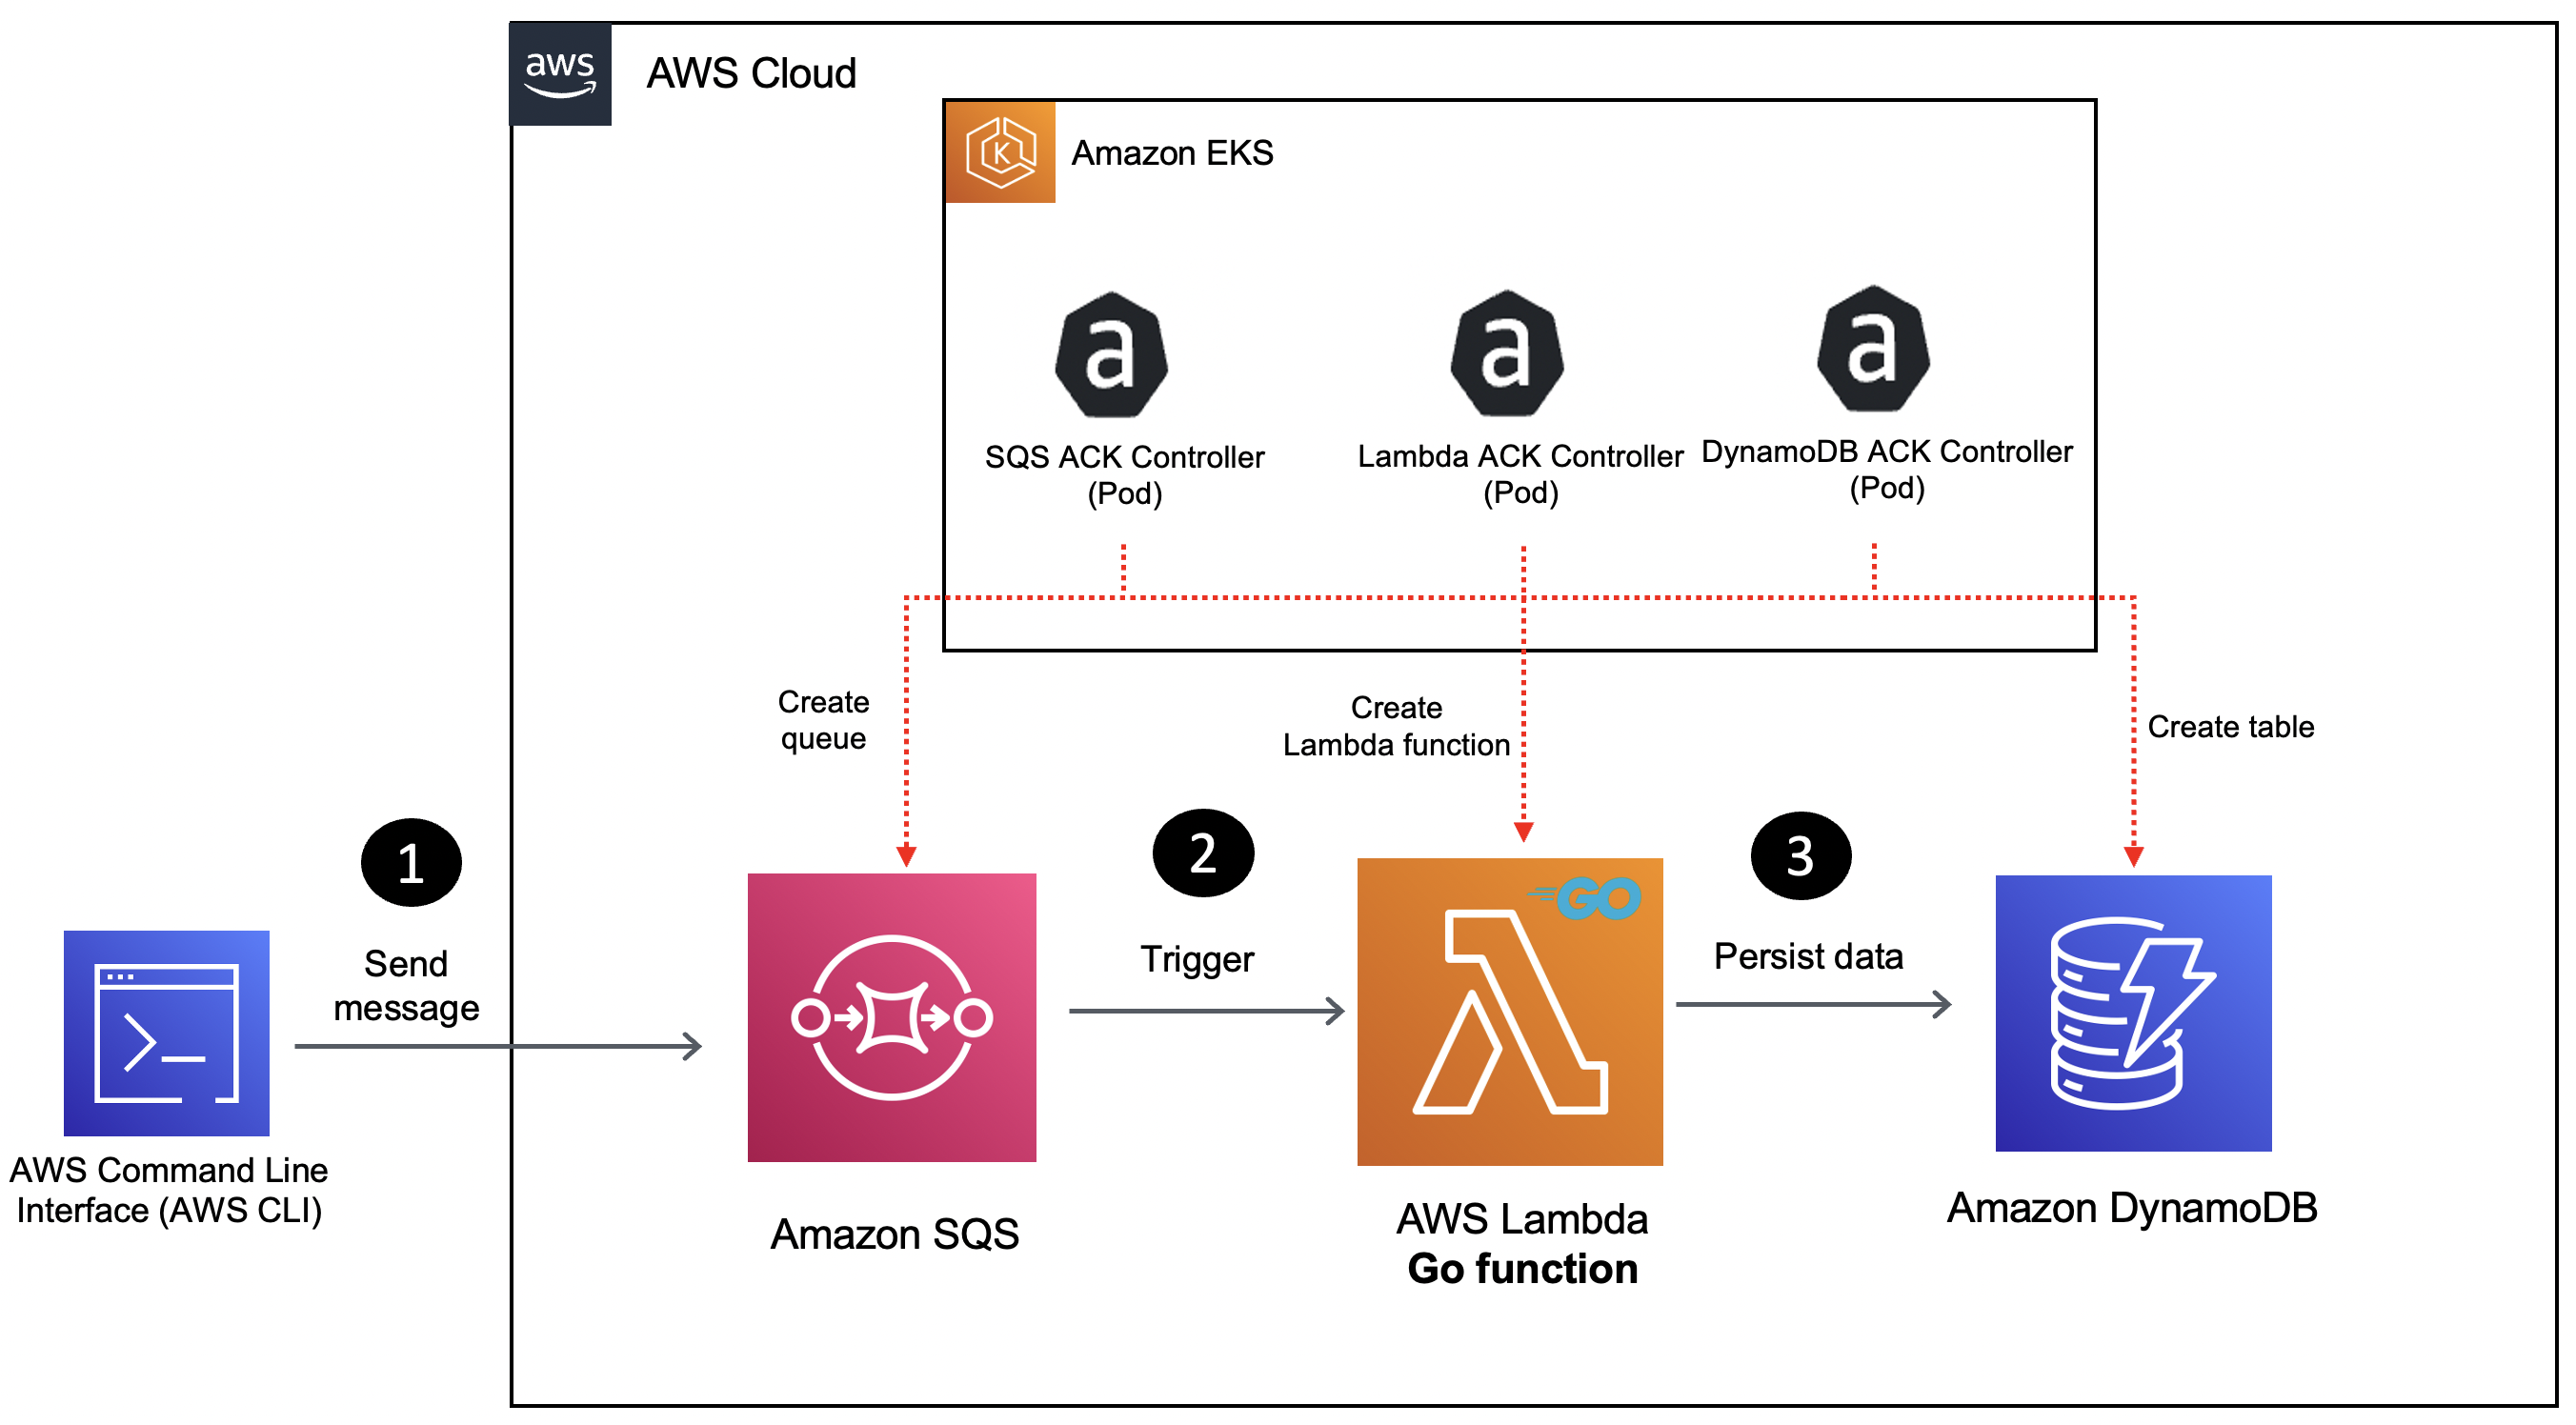 aws
AWS Cloud
K
Amazon EKS
a
a
a
SQS ACK Controller
(Pod)
Lambda ACK Controller
(Pod)
DynamoDB ACK Controller
(Pod)
Create
queue
Create
Lambda function
Create table
1
Send
message
2
Trigger
3
Persist data
GO
>_
AWS Command Line
Interface (AWS CLI)
Amazon SQS
AWS Lambda
Go function
Amazon DynamoDB